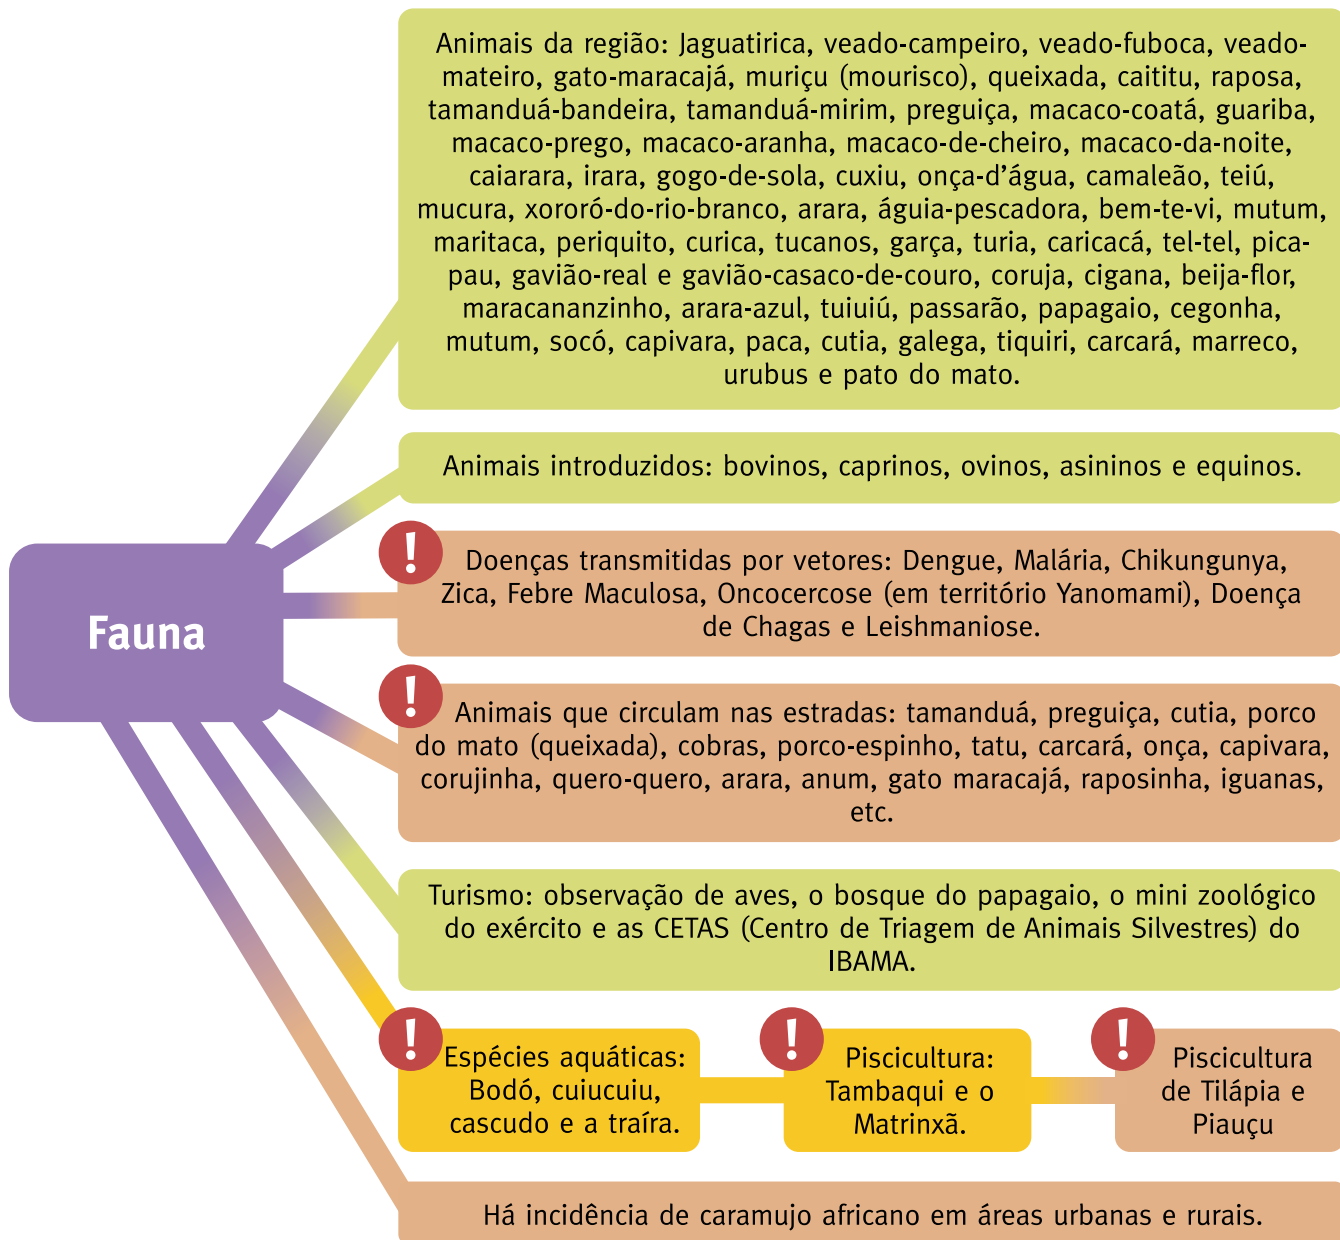 Animais da região: Jaguatirica, veado-campeiro, veado-fuboca, veado-
mateiro, gato-maracajá, muriçu (mourisco), queixada, caititu, raposa,
tamanduá-bandeira, tamanduá-mirim, preguiça, macaco-coatá, guariba,
macaco-prego, macaco-aranha, macaco-de-cheiro, macaco-da-noite,
caiarara, irara, gogo-de-sola, cuxiu, onça-d’água, camaleão, teiú,
mucura, xororó-do-rio-branco, arara, águia-pescadora, bem-te-vi, mutum,
maritaca, periquito, curica, tucanos, garça, turia, caricacá, tel-tel, pica-
pau, gavião-real e gavião-casaco-de-couro, coruja, cigana, beija-flor,
maracananzinho, arara-azul, tuiuiú, passarão, papagaio, cegonha,
mutum, socó, capivara, paca, cutia, galega, tiquiri, carcará, marreco,
urubus e pato do mato.
Animais introduzidos: bovinos, caprinos, ovinos, asininos e equinos.
!
Doenças transmitidas por vetores: Dengue, Malária, Chikungunya,
Zica, Febre Maculosa, Oncocercose (em território Yanomami), Doença
de Chagas e Leishmaniose.
Fauna
!
Animais que circulam nas estradas: tamanduá, preguiça, cutia, porco
do mato (queixada), cobras, porco-espinho, tatu, carcará, onça, capivara,
corujinha, quero-quero, arara, anum, gato maracajá, raposinha, iguanas,
etc.
Turismo: observação de aves, o bosque do papagaio, o mini zoológico
do exército e as CETAS (Centro de Triagem de Animais Silvestres) do
IBAMA.
!
Espécies aquáticas:
Bodó, cuiucuiu,
cascudo e a traíra.
!
Piscicultura:
Tambaqui e o
Matrinxã.
!
Piscicultura
de Tilápia e
Piauçu
Há incidência de caramujo africano em áreas urbanas e rurais.